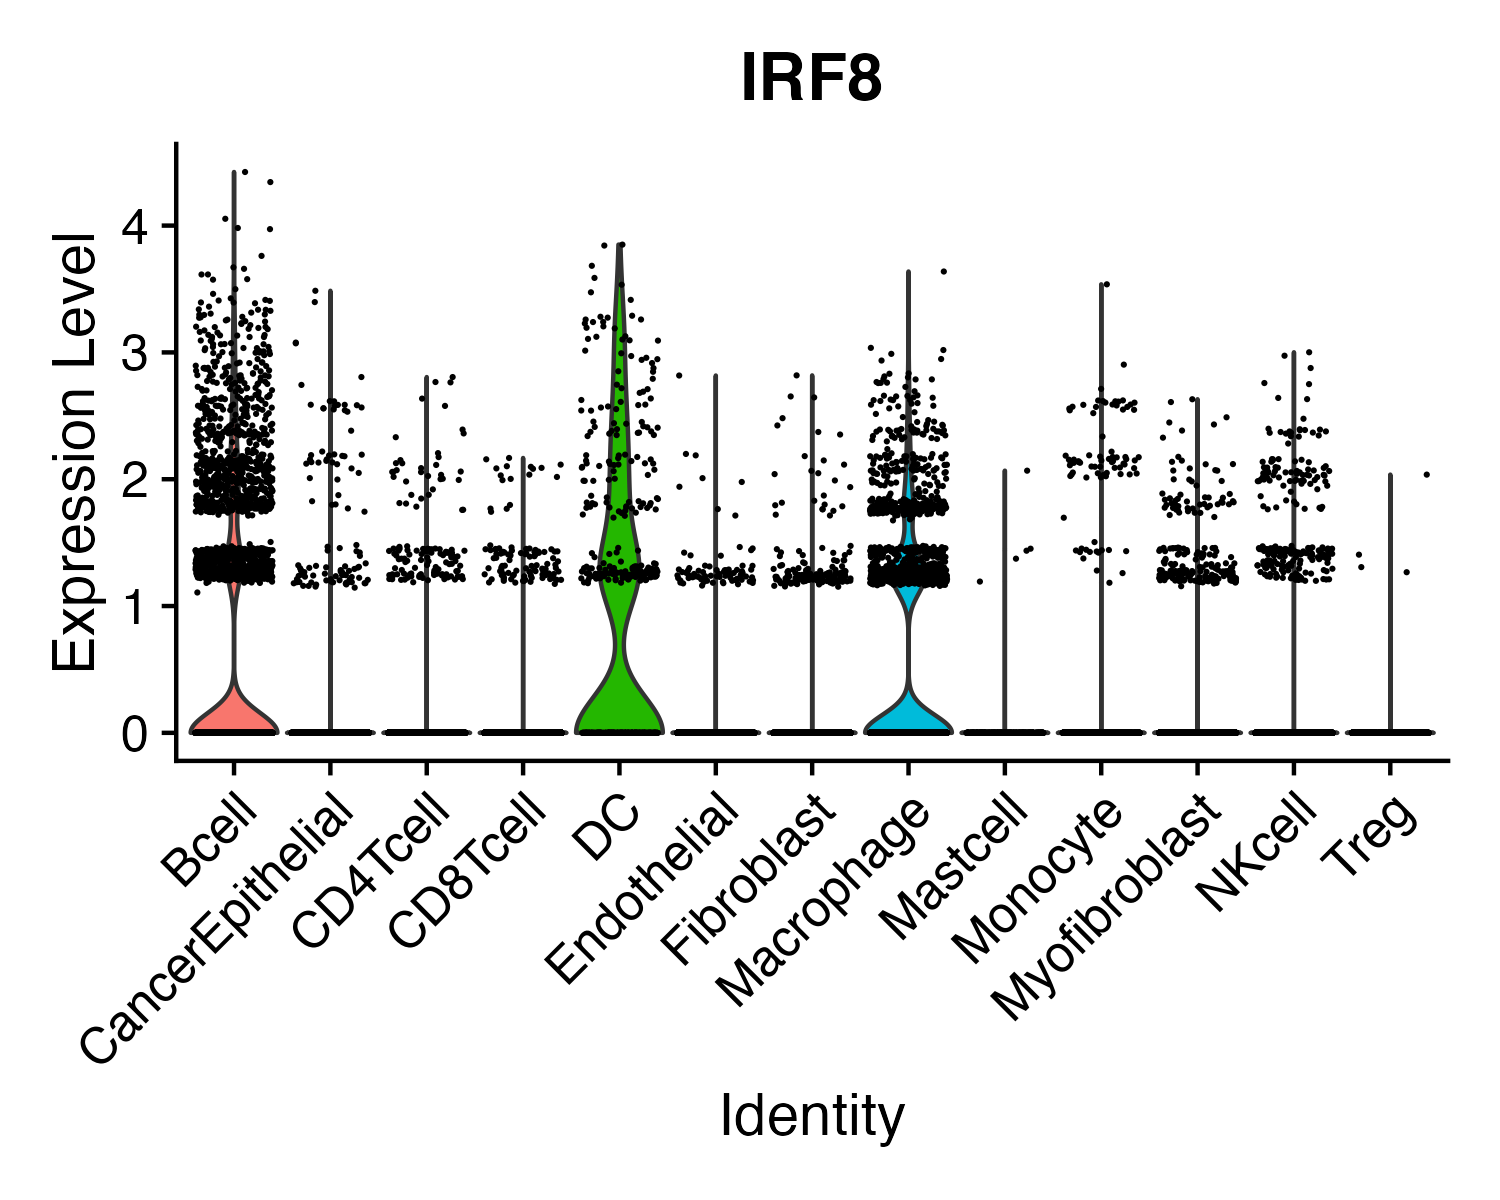 IRF8
Expression Level
4
3
2
1
0
Bcell
CancerEpithelial
CD4Tcell
CD8Tcell
DC
Endothelial
Fibroblast
Macrophage
Mastcell
Monocyte
Myofibroblast
NKcell
Treg
Identity